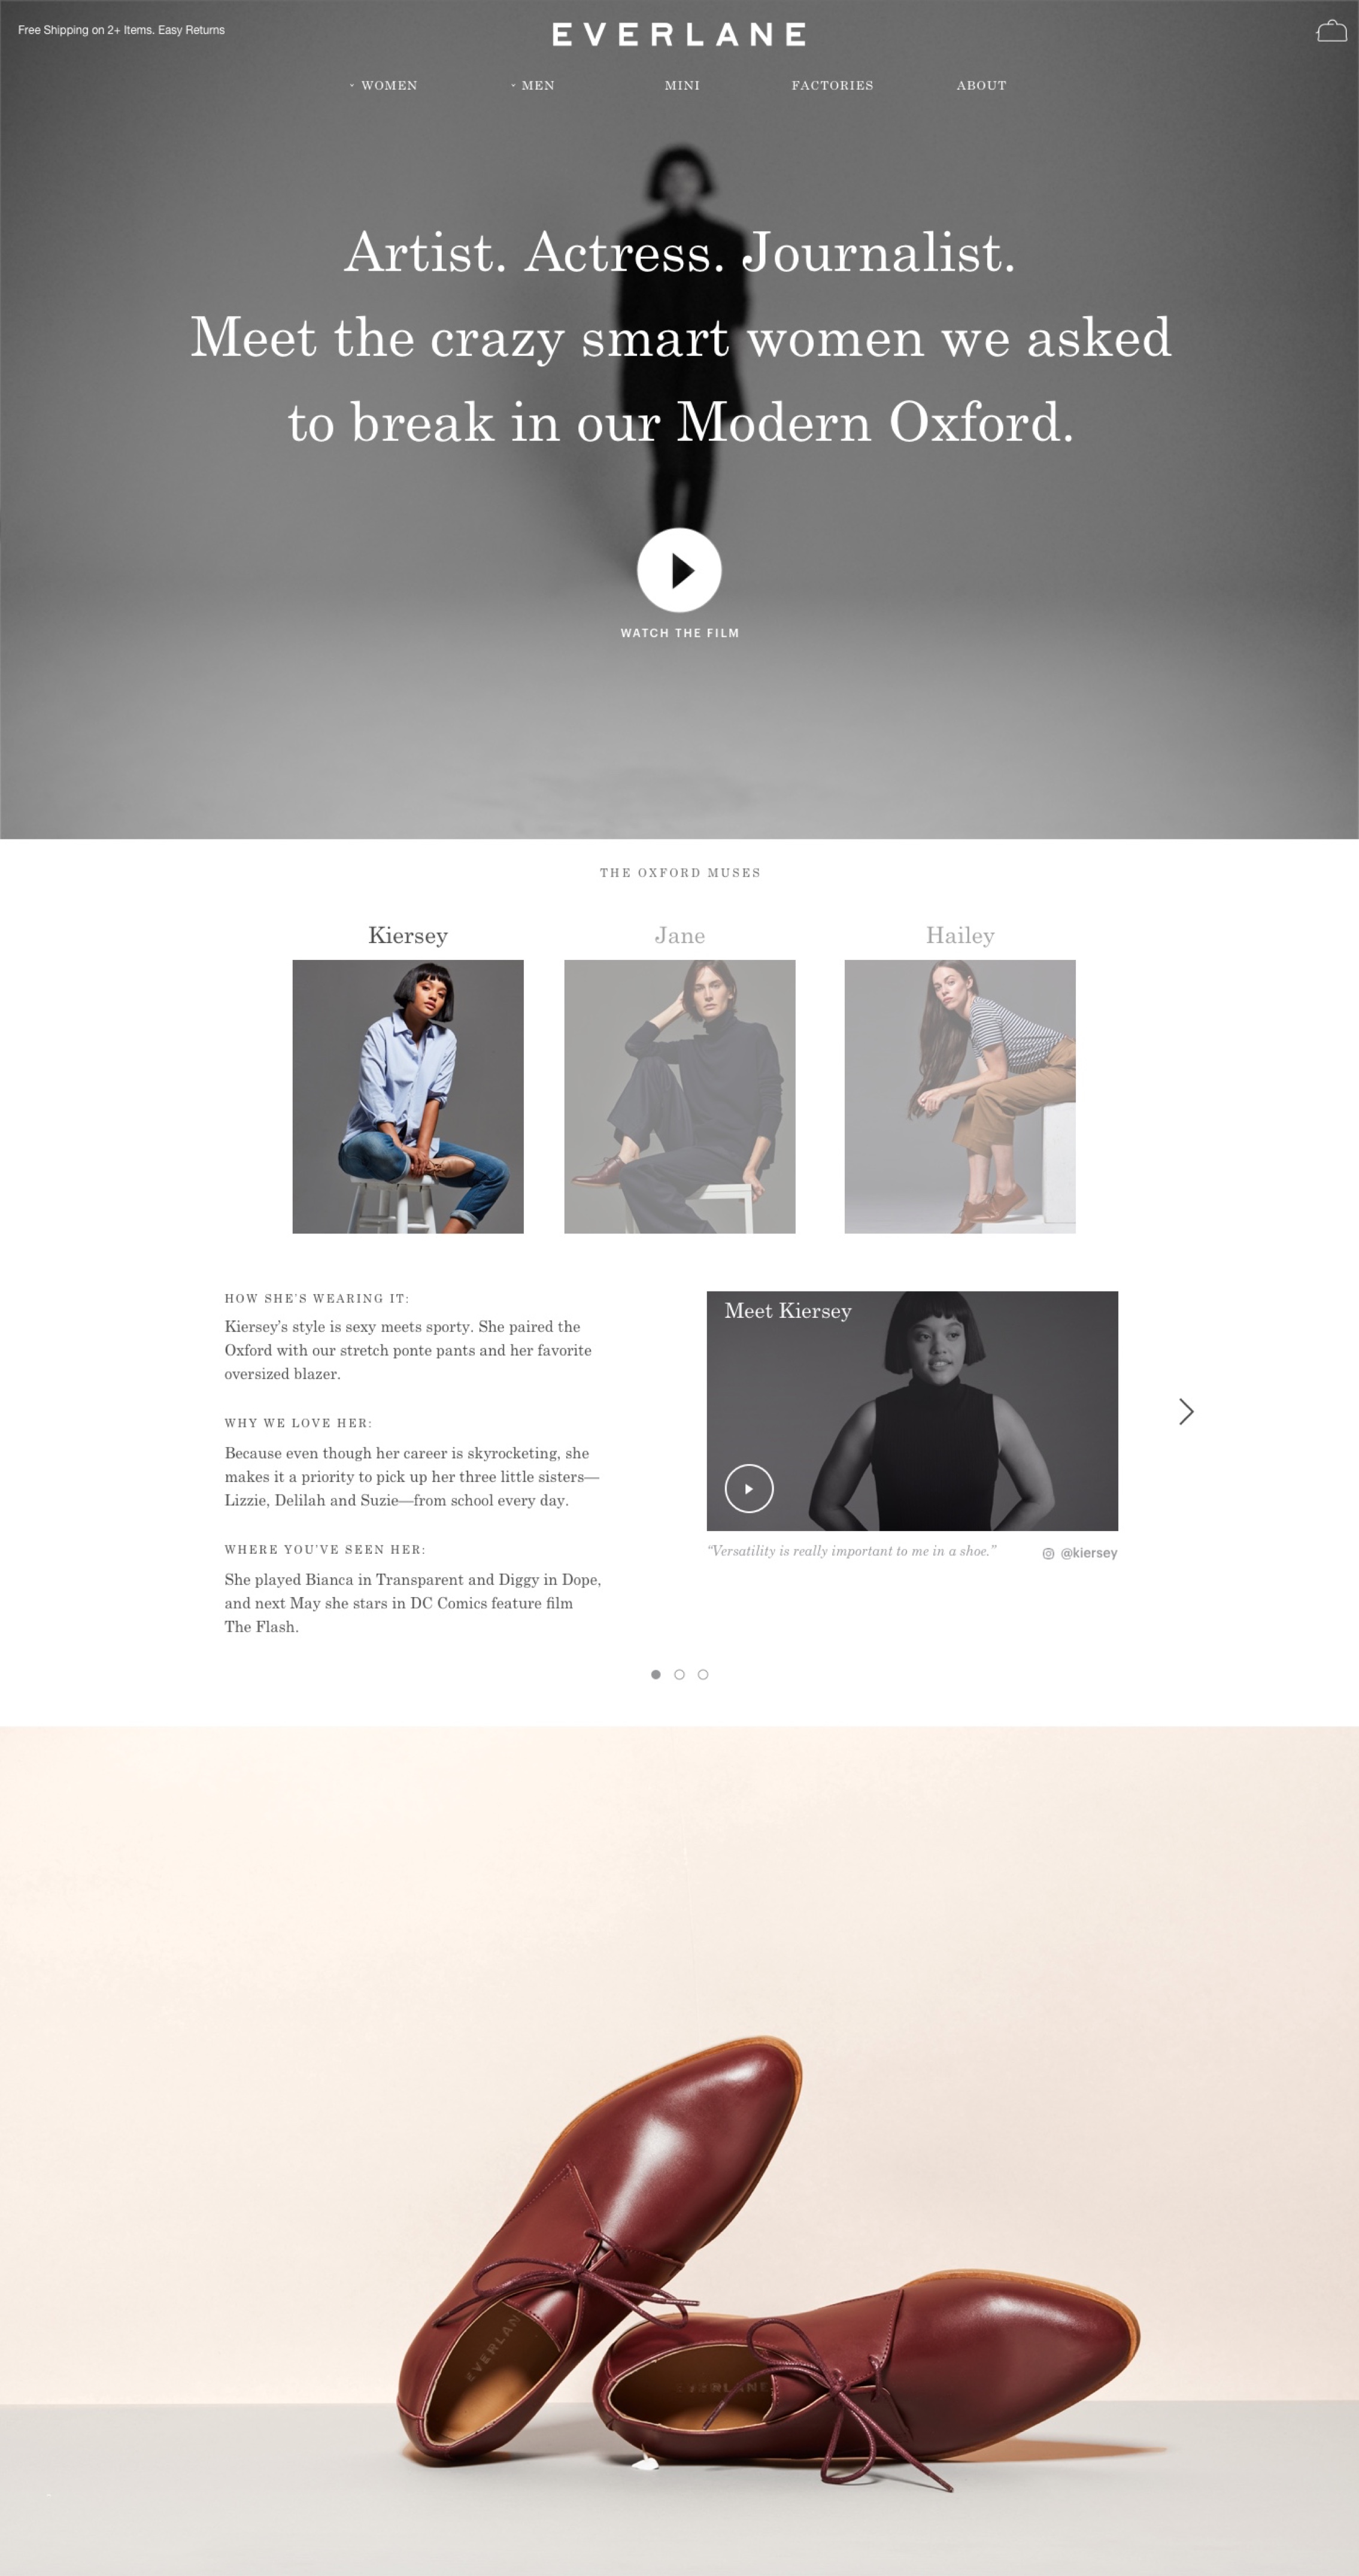 Free Shipping on 2+ Items. Easy Returns
EVERLANE
WOMEN
MEN
MINI
FACTORIES
ABOUT
Artist. Actress. Journalist.
Meet the crazy smart women we asked
to break in our Modern Oxford.
WATCH THE FILM
THE OXFORD MUSES
Kiersey
Jane
Hailey
HOW SHE'S WEARING IT:
Kiersey's style is sexy meets sporty. She paired the
Oxford with our stretch ponte pants and her favorite
oversized blazer.
WHY WE LOVE HER:
Because even though her career is skyrocketing, she
makes it a priority to pick up her three little sisters—
Lizzie, Delilah and Suzie—from school every day.
WHERE YOU'VE SEEN HER:
She played Bianca in Transparent and Diggy in Dope,
and next May she stars in DC Comics feature film
The Flash.
Meet Kiersey
“Versatility is really important to me in a shoe.”
@kiersey
EVERLAN